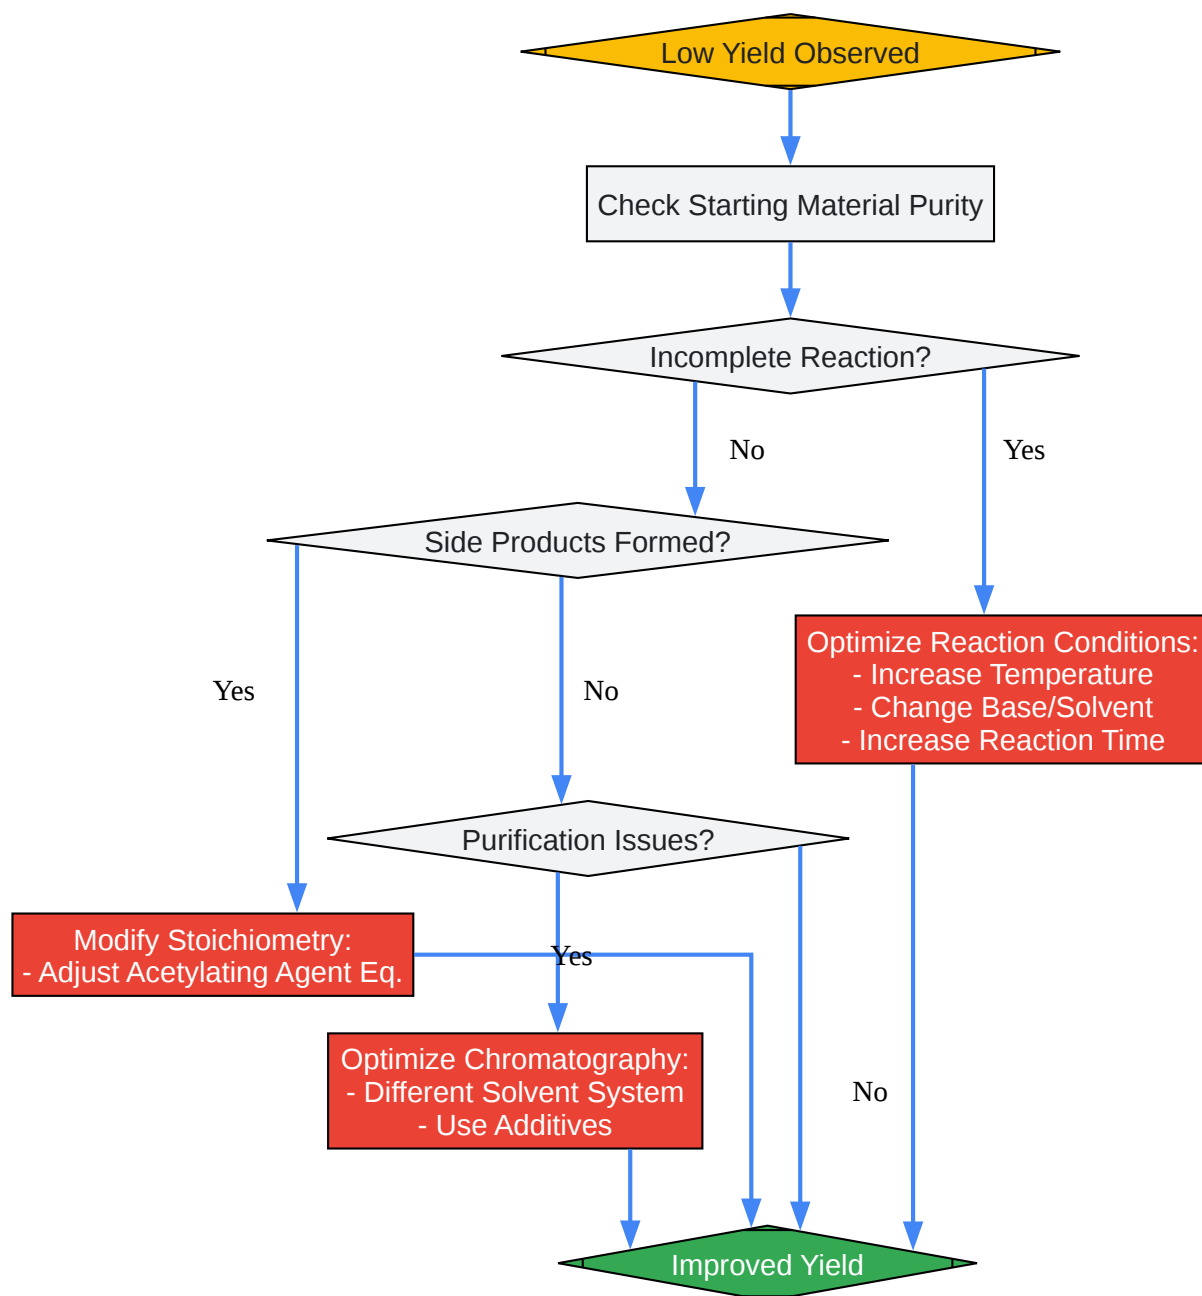 Low Yield Observed
Check Starting Material Purity
Incomplete Reaction?
No
Yes
Side Products Formed?
Optimize Reaction Conditions:
- Increase Temperature
- Change Base/Solvent
- Increase Reaction Time
Yes
No
Purification Issues?
Modify Stoichiometry:
- Adjust Acetylating Agent Eq.
Yes
Optimize Chromatography:
- Different Solvent System
- Use Additives
No
Improved Yield